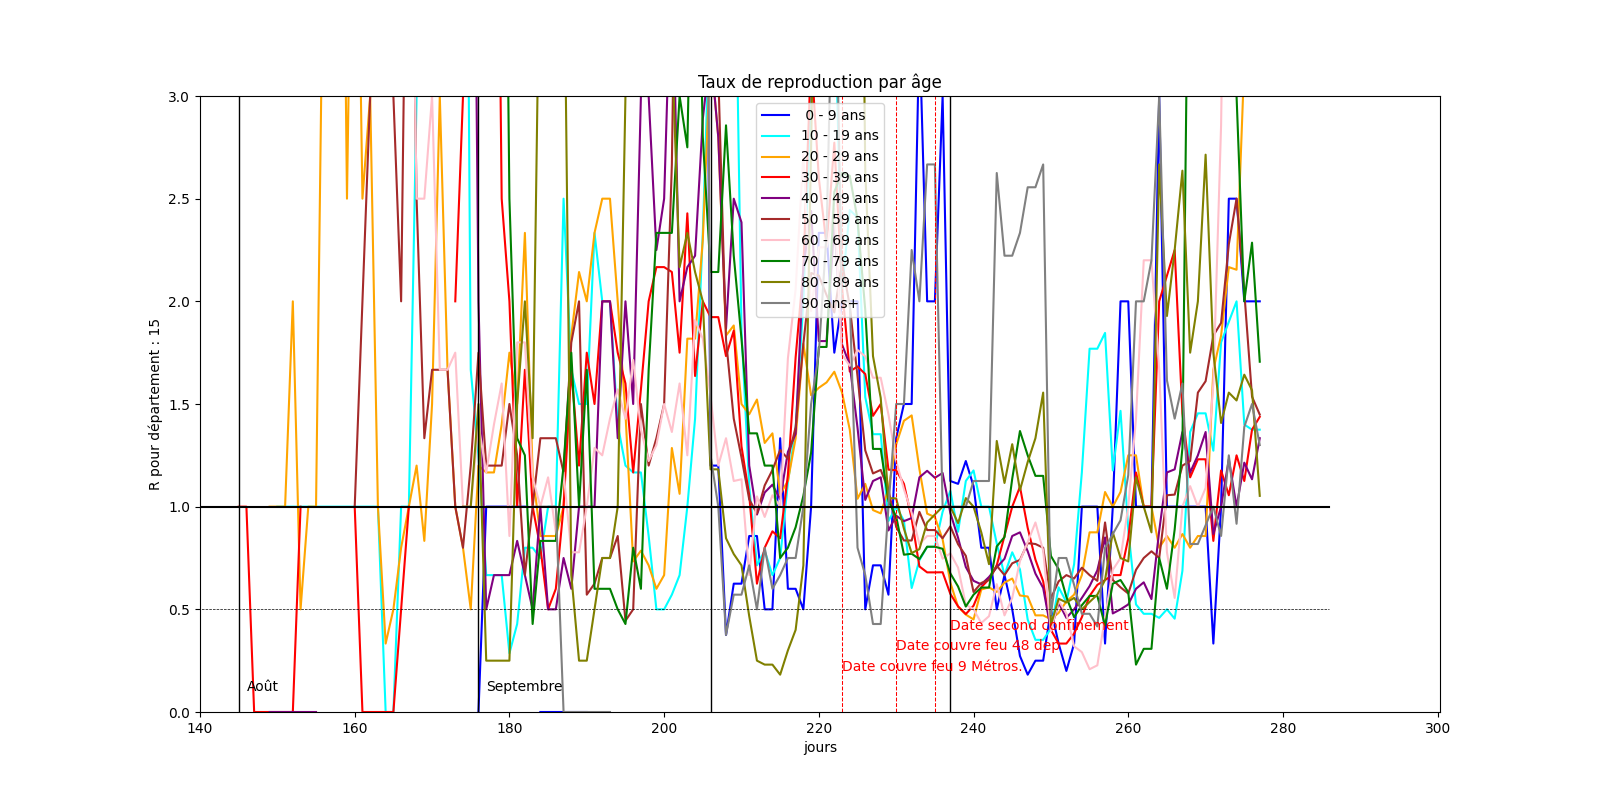 Taux de reproduction par âge
R pour département : 15
3.0
2.5
2.0
1.5
1.0
0.5
0.0
0 - 9 ans
10 - 19 ans
20 - 29 ans
30 - 39 ans
40 - 49 ans
50 - 59 ans
60 - 69 ans
70 - 79 ans
80 - 89 ans
90 ans+
Date second confinement
Date couvre feu 48 dep
Date couvre feu 9 Métros.
Août
Septembre
140 160 180 200 220 240 260 280 300
jours